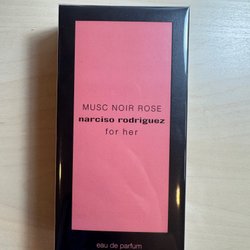 MUSC NOIR ROSE
narciso rodriguez
for her
eau de parfum